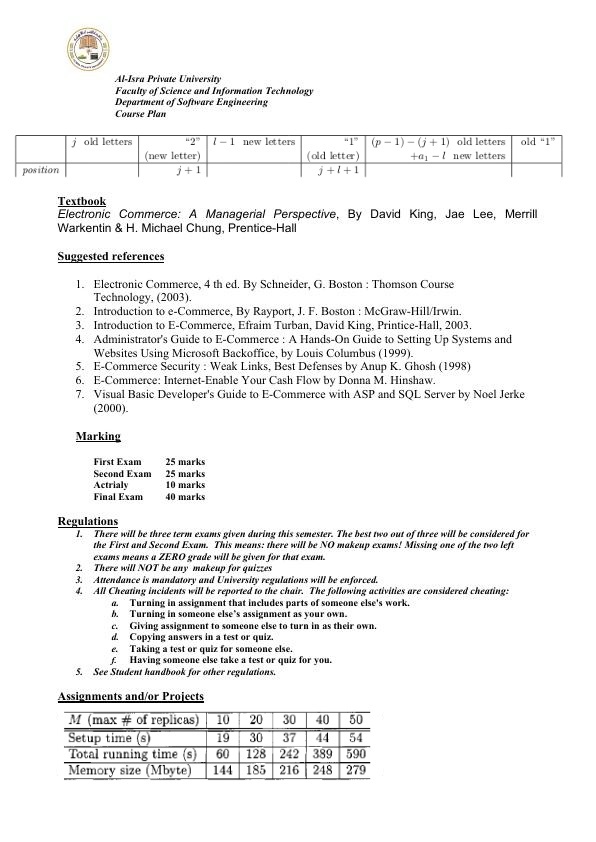 Al-Isra Private University
Faculty of Science and Information Technology
Department of Software Engineering
Course Plan
j old letters "2" l − 1 new letters "1" (p − 1) − (j + 1) old letters old "1"
(new letter) (old letter) +a₁ − l new letters
position j + 1 j + l + 1
Textbook
Electronic Commerce: A Managerial Perspective, By David King, Jae Lee, Merrill
Warkentin & H. Michael Chung, Prentice-Hall
Suggested references
1. Electronic Commerce, 4 th ed. By Schneider, G. Boston : Thomson Course
Technology, (2003).
2. Introduction to e-Commerce, By Rayport, J. F. Boston : McGraw-Hill/Irwin.
3. Introduction to E-Commerce, Efraim Turban, David King, Printice-Hall, 2003.
4. Administrator's Guide to E-Commerce : A Hands-On Guide to Setting Up Systems and
Websites Using Microsoft Backoffice, by Louis Columbus (1999).
5. E-Commerce Security : Weak Links, Best Defenses by Anup K. Ghosh (1998)
6. E-Commerce: Internet-Enable Your Cash Flow by Donna M. Hinshaw.
7. Visual Basic Developer's Guide to E-Commerce with ASP and SQL Server by Noel Jerke
(2000).
Marking
First Exam 25 marks
Second Exam 25 marks
Actrialy 10 marks
Final Exam 40 marks
Regulations
1. There will be three term exams given during this semester. The best two out of three will be considered for
the First and Second Exam. This means: there will be NO makeup exams! Missing one of the two left
exams means a ZERO grade will be given for that exam.
2. There will NOT be any makeup for quizzes
3. Attendance is mandatory and University regulations will be enforced.
4. All Cheating incidents will be reported to the chair. The following activities are considered cheating:
a. Turning in assignment that includes parts of someone else's work.
b. Turning in someone else's assignment as your own.
c. Giving assignment to someone else to turn in as their own.
d. Copying answers in a test or quiz.
e. Taking a test or quiz for someone else.
f. Having someone else take a test or quiz for you.
5. See Student handbook for other regulations.
Assignments and/or Projects
M (max # of replicas) 10 20 30 40 50
Setup time (s) 19 30 37 44 54
Total running time (s) 60 128 242 389 590
Memory size (Mbyte) 144 185 216 248 279